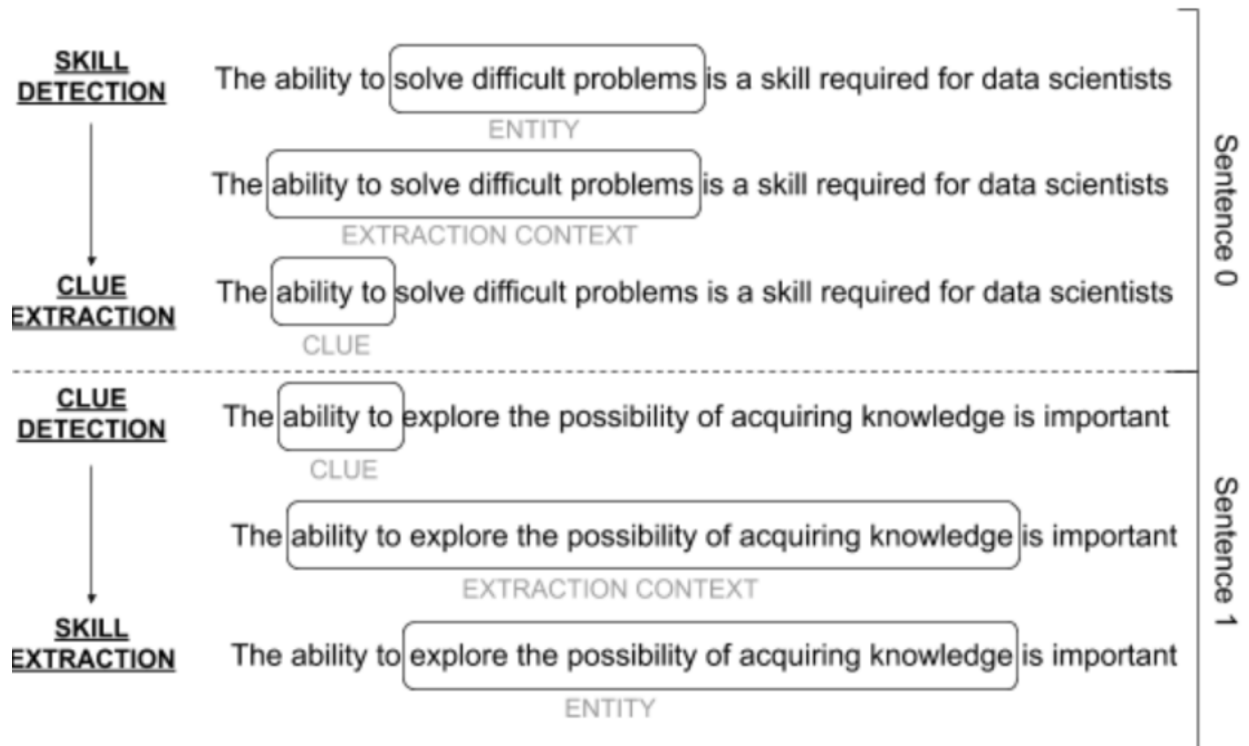 SKILL
DETECTION
The ability to solve difficult problems is a skill required for data scientists
ENTITY
The ability to solve difficult problems is a skill required for data scientists
EXTRACTION CONTEXT
CLUE
EXTRACTION
The ability to solve difficult problems is a skill required for data scientists
CLUE
Sentence 0
CLUE
DETECTION
The ability to explore the possibility of acquiring knowledge is important
CLUE
The ability to explore the possibility of acquiring knowledge is important
EXTRACTION CONTEXT
SKILL
EXTRACTION
The ability to explore the possibility of acquiring knowledge is important
ENTITY
Sentence 1